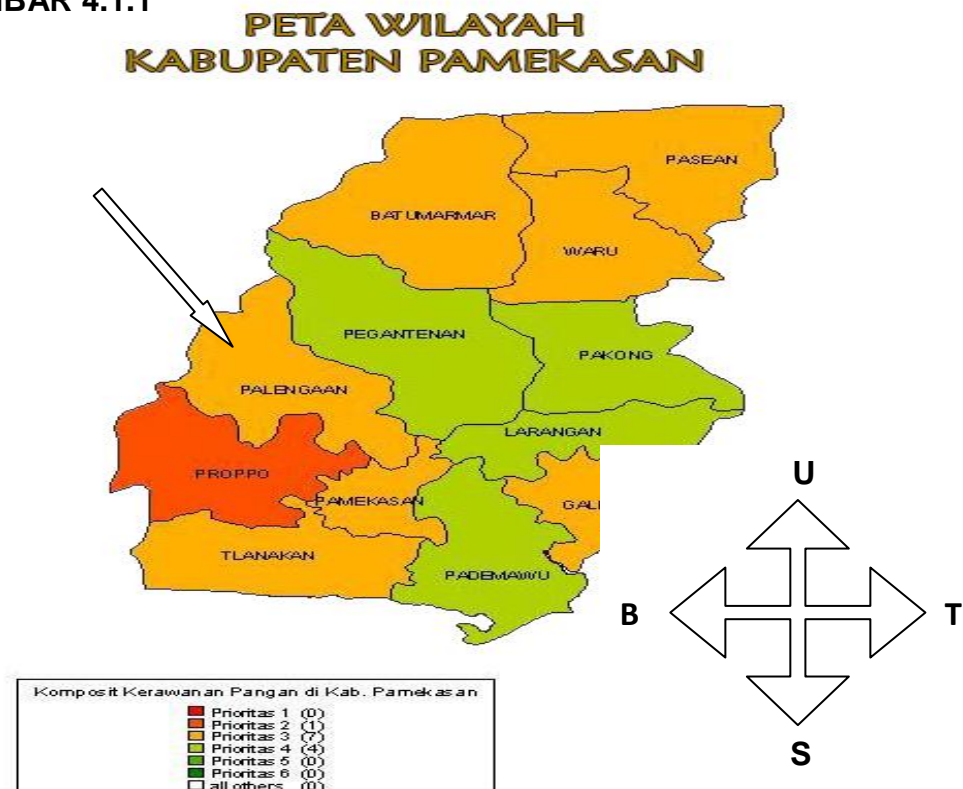 BAR 4.1.1
PETA WILAYAH
KABUPATEN PAMEKASAN
PASEAN
BATUMARMAR
WARU
PEGANTENAN
PAKONG
PALENGAAN
LARANGAN
PROPPO
PAMEKASAN
GALI
TLANAKAN
PADEMAWU
U
B
T
S
Komposit Kerawanan Pangan di Kab. Pamekasan
Prioritas 1 (0)
Prioritas 2 (1)
Prioritas 3 (7)
Prioritas 4 (4)
Prioritas 5 (0)
Prioritas 6 (0)
all others (0)